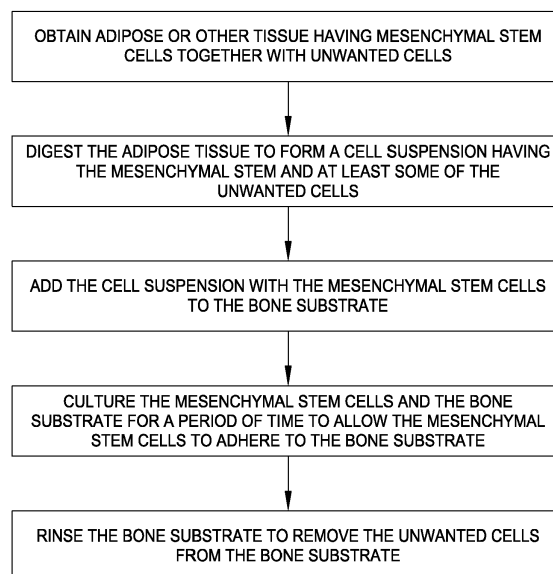 OBTAIN ADIPOSE OR OTHER TISSUE HAVING MESENCHYMAL STEM
CELLS TOGETHER WITH UNWANTED CELLS
DIGEST THE ADIPOSE TISSUE TO FORM A CELL SUSPENSION HAVING
THE MESENCHYMAL STEM AND AT LEAST SOME OF THE
UNWANTED CELLS
ADD THE CELL SUSPENSION WITH THE MESENCHYMAL STEM CELLS
TO THE BONE SUBSTRATE
CULTURE THE MESENCHYMAL STEM CELLS AND THE BONE
SUBSTRATE FOR A PERIOD OF TIME TO ALLOW THE MESENCHYMAL
STEM CELLS TO ADHERE TO THE BONE SUBSTRATE
RINSE THE BONE SUBSTRATE TO REMOVE THE UNWANTED CELLS
FROM THE BONE SUBSTRATE